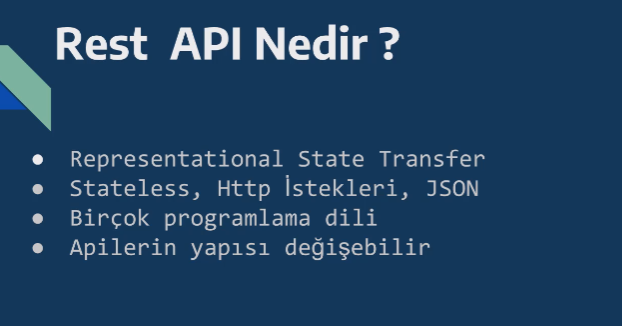 Rest API Nedir ?
● Representational State Transfer
● Stateless, Http İstekleri, JSON
● Birçok programlama dili
● Apilerin yapısı değişebilir